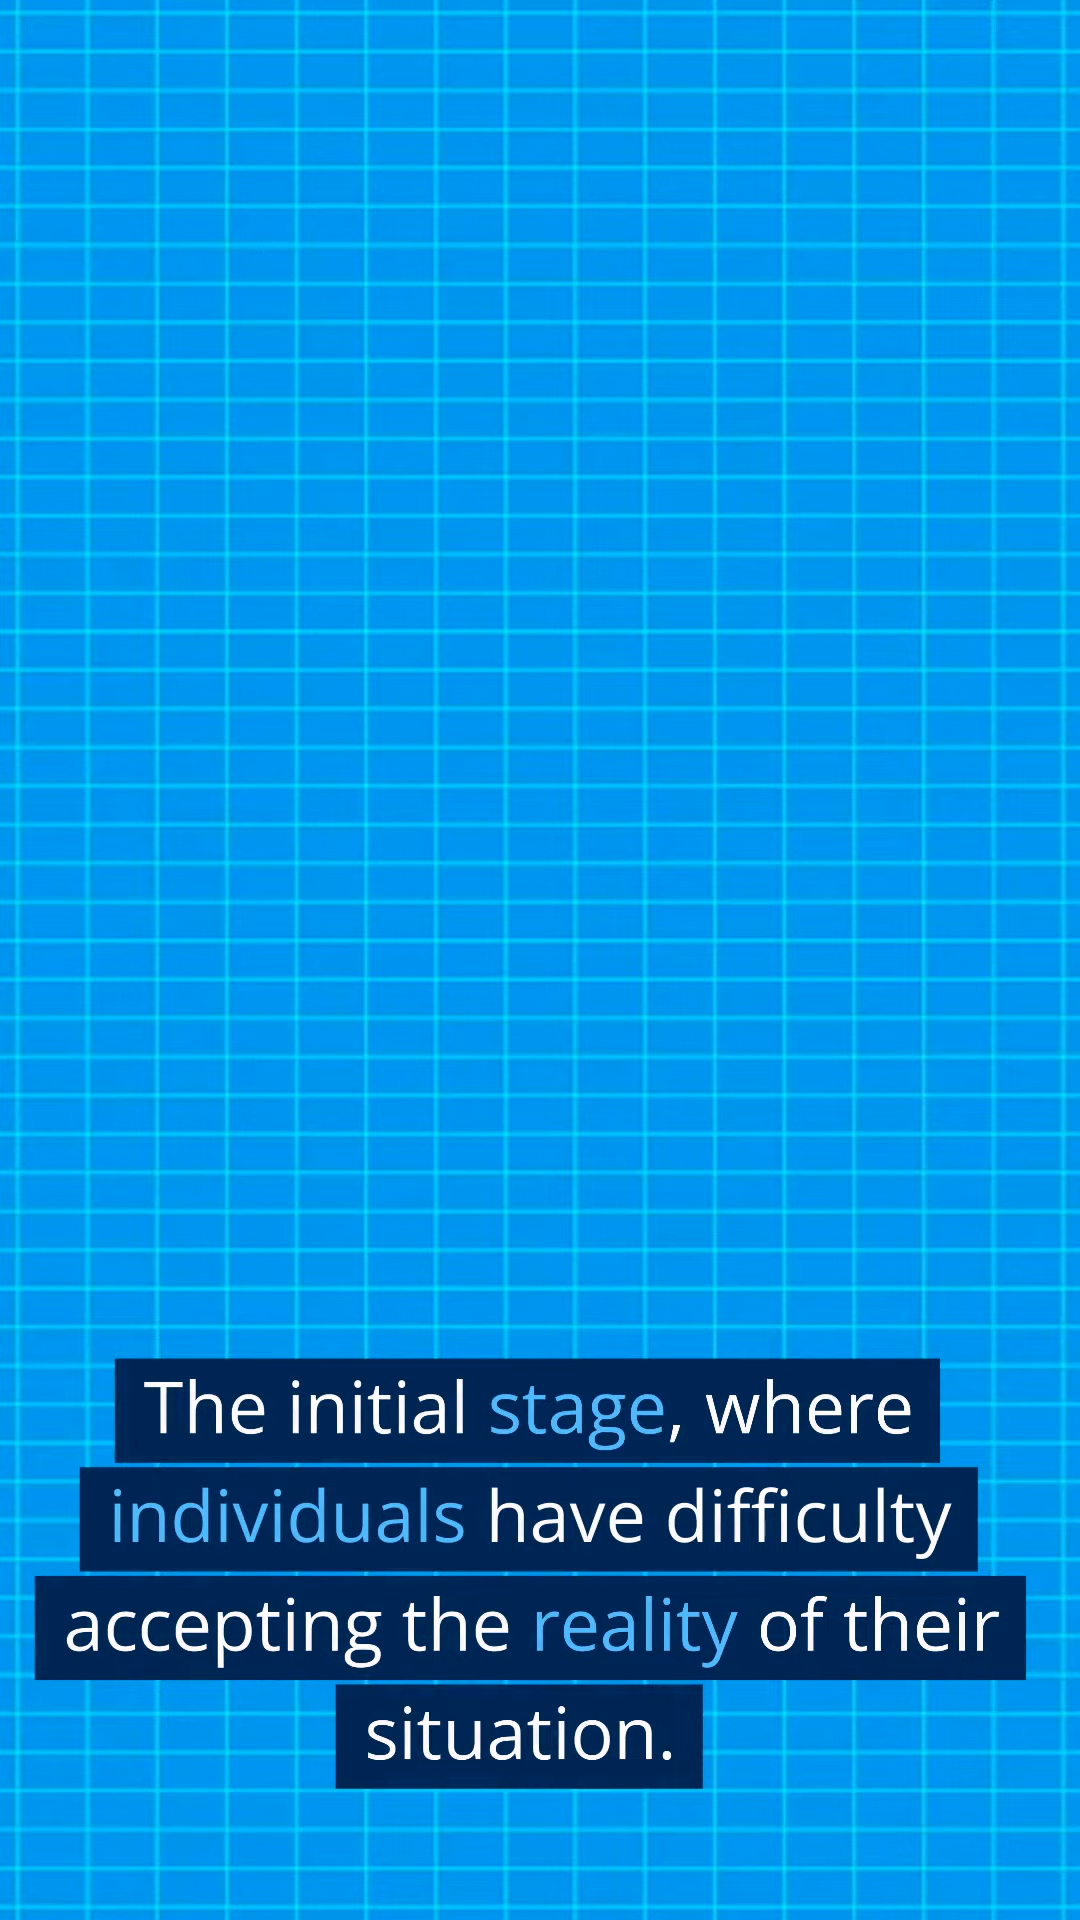 The initial stage, where
individuals have difficulty
accepting the reality of their
situation.